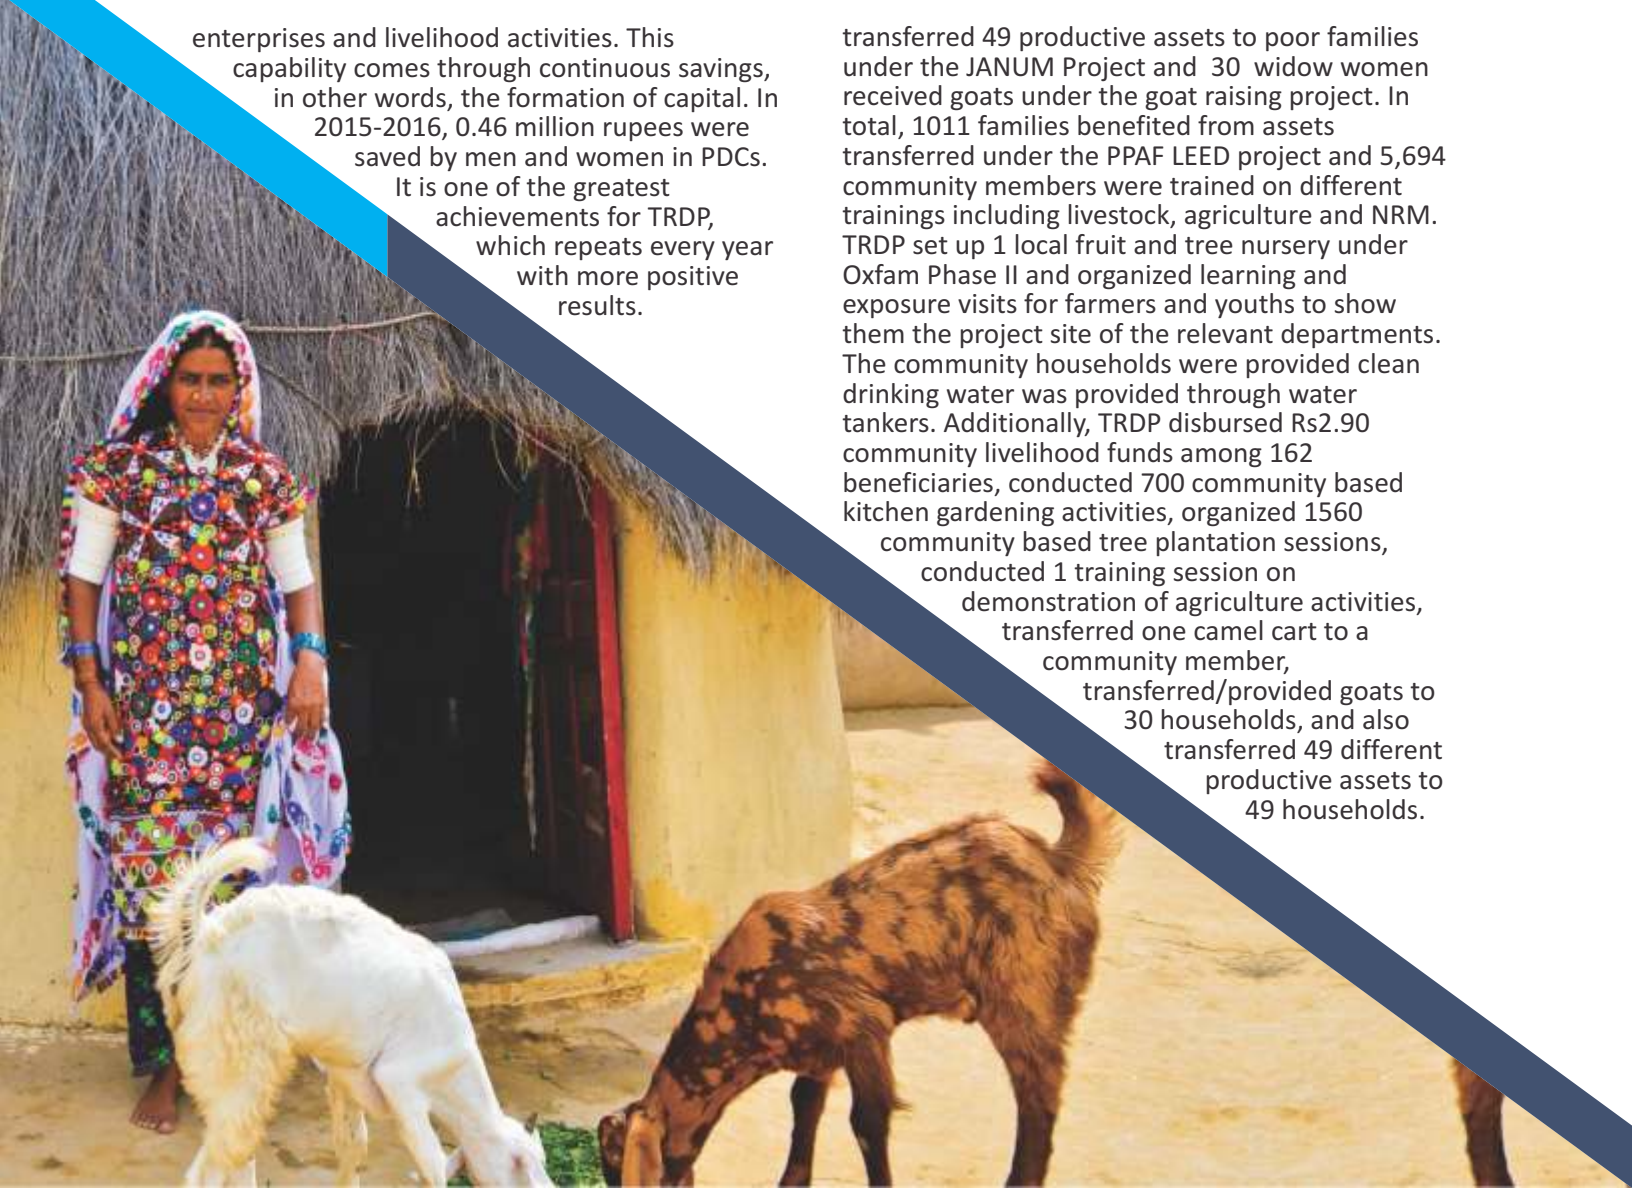 enterprises and livelihood activities. This
capability comes through continuous savings,
in other words, the formation of capital. In
2015-2016, 0.46 million rupees were
saved by men and women in PDCs.
It is one of the greatest
achievements for TRDP,
which repeats every year
with more positive
results.
transferred 49 productive assets to poor families
under the JANUM Project and 30 widow women
received goats under the goat raising project. In
total, 1011 families benefited from assets
transferred under the PPAF LEED project and 5,694
community members were trained on different
trainings including livestock, agriculture and NRM.
TRDP set up 1 local fruit and tree nursery under
Oxfam Phase II and organized learning and
exposure visits for farmers and youths to show
them the project site of the relevant departments.
The community households were provided clean
drinking water was provided through water
tankers. Additionally, TRDP disbursed Rs2.90
community livelihood funds among 162
beneficiaries, conducted 700 community based
kitchen gardening activities, organized 1560
community based tree plantation sessions,
conducted 1 training session on
demonstration of agriculture activities,
transferred one camel cart to a
community member,
transferred/provided goats to
30 households, and also
transferred 49 different
productive assets to
49 households.